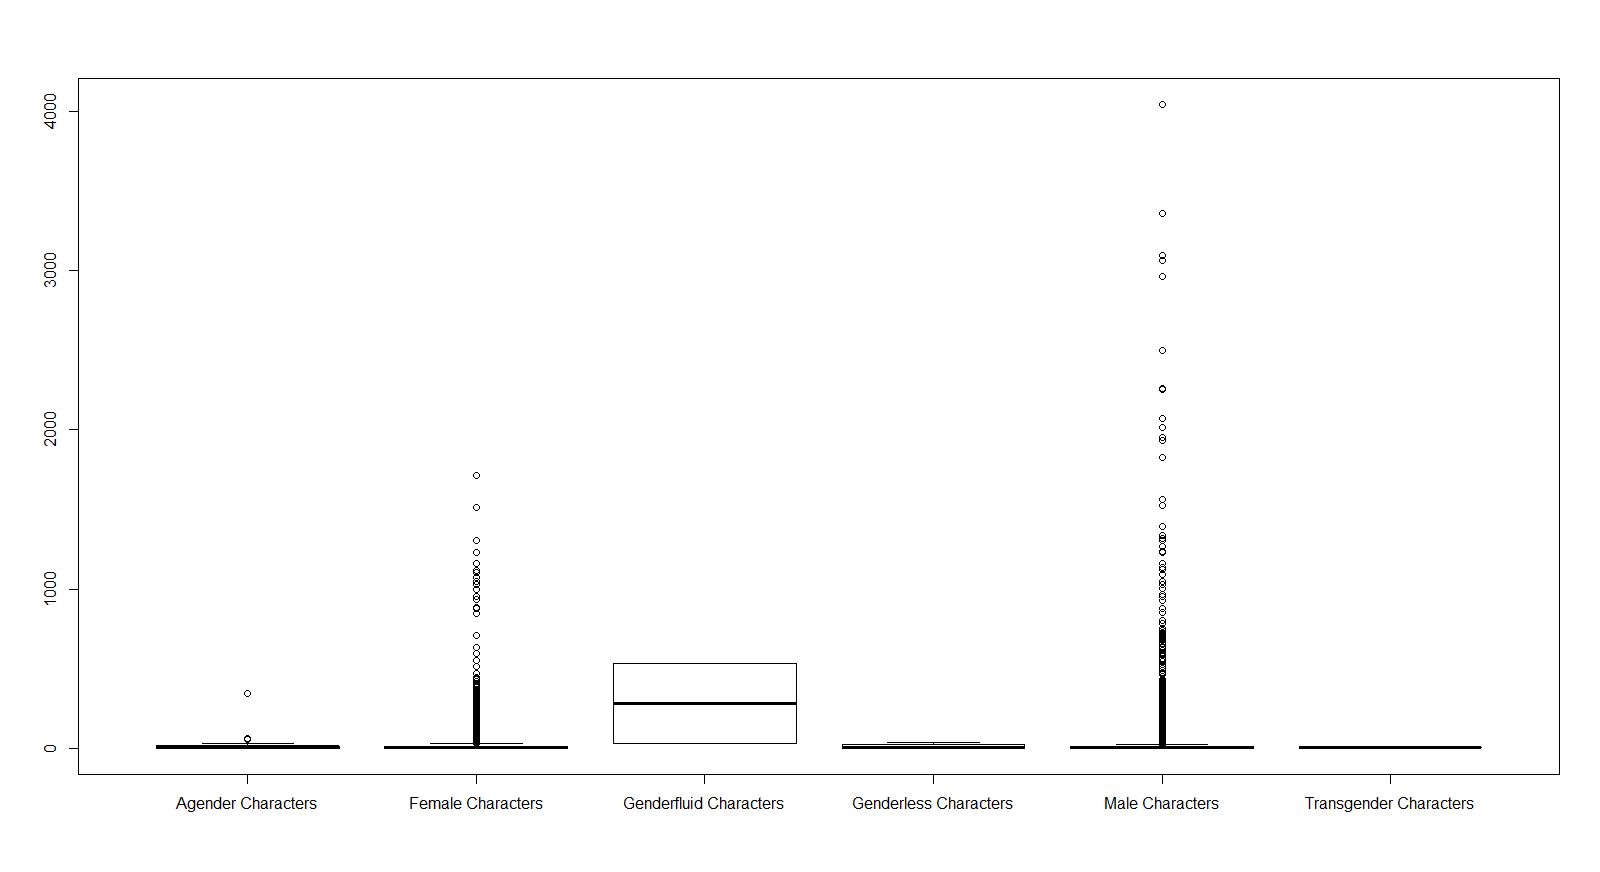 4000
3000
2000
1000
0
Agender Characters
Female Characters
Genderfluid Characters
Genderless Characters
Male Characters
Transgender Characters